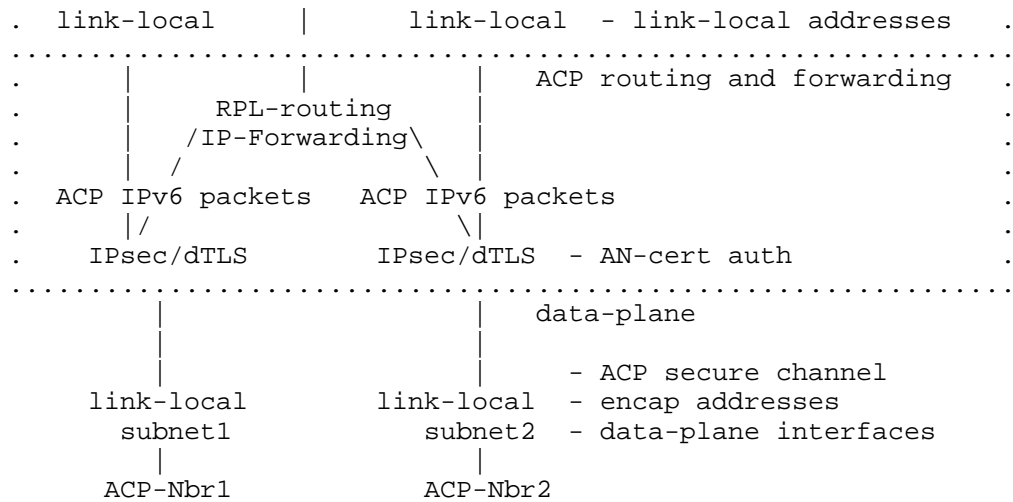 .  link-local    |      link-local  - link-local addresses   .
...............................................................
.      |          |          |   ACP routing and forwarding   .
.      |     RPL-routing     |                                .
.      |   /IP-Forwarding\   |                                .
.      |  /               \  |                                .
.  ACP IPv6 packets   ACP IPv6 packets                        .
.       |/                   \|                                .
.    IPsec/dTLS        IPsec/dTLS  - AN-cert auth             .
...............................................................
         |                   |   data-plane
         |                   |
         |                   |     - ACP secure channel
    link-local        link-local  - encap addresses
      subnet1            subnet2  - data-plane interfaces
         |                   |
     ACP-Nbr1            ACP-Nbr2